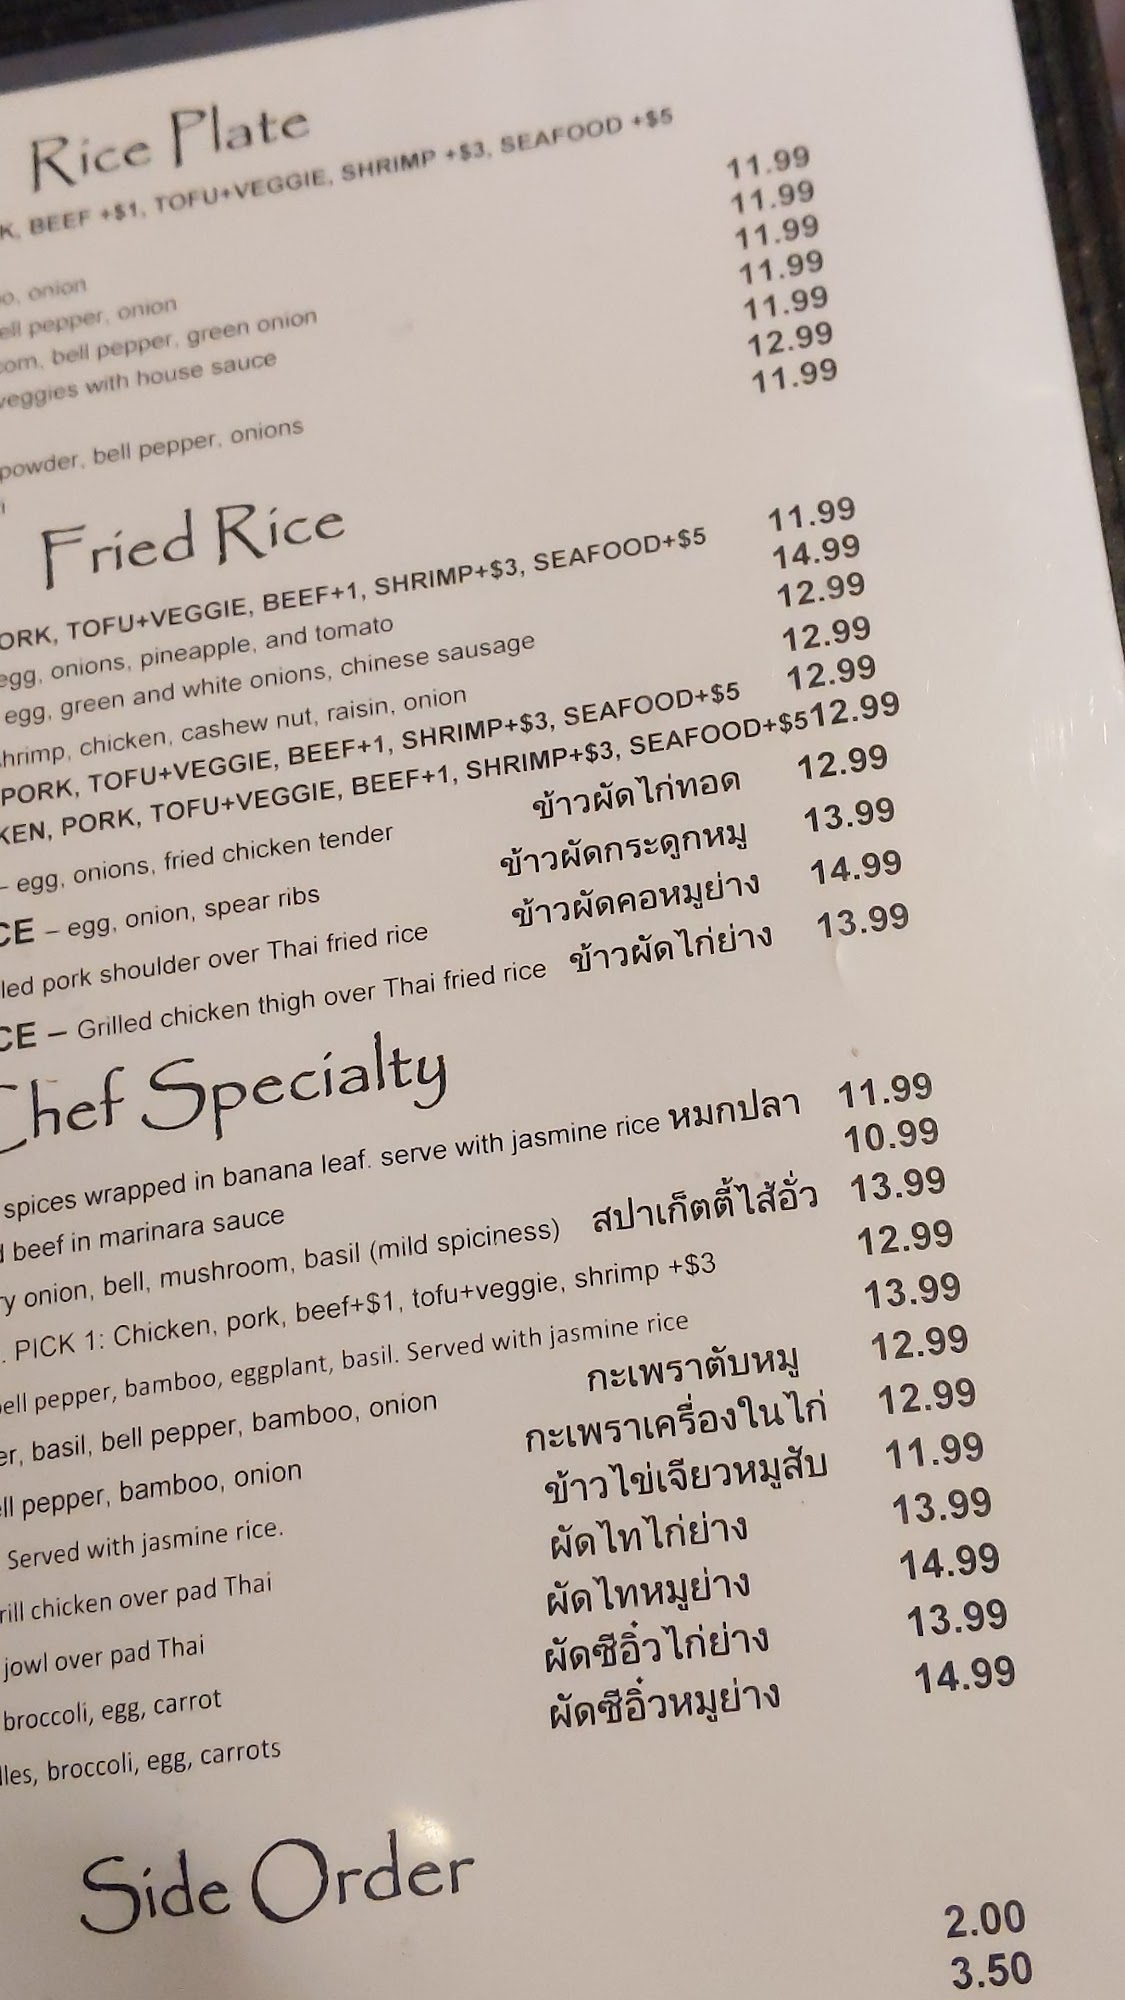 Rice Plate
K, BEEF +$1, TOFU+VEGGIE, SHRIMP +$3, SEAFOOD +$5
11.99
o, onion 11.99
ell pepper, onion 11.99
corn, bell pepper, green onion 11.99
veggies with house sauce 11.99
12.99
powder, bell pepper, onions 11.99
Fried Rice
ORK, TOFU+VEGGIE, BEEF+1, SHRIMP+$3, SEAFOOD+$5 11.99
egg, onions, pineapple, and tomato 14.99
egg, green and white onions, chinese sausage 12.99
hrimp, chicken, cashew nut, raisin, onion 12.99
PORK, TOFU+VEGGIE, BEEF+1, SHRIMP+$3, SEAFOOD+$5 12.99
KEN, PORK, TOFU+VEGGIE, BEEF+1, SHRIMP+$3, SEAFOOD+$512.99
– egg, onions, fried chicken tender ข้าวผัดไก่ทอด 12.99
CE – egg, onion, spear ribs ข้าวผัดกระดูกหมู 13.99
led pork shoulder over Thai fried rice ข้าวผัดคอหมูย่าง 14.99
CE – Grilled chicken thigh over Thai fried rice ข้าวผัดไก่ย่าง 13.99
Chef Specialty
spices wrapped in banana leaf. serve with jasmine rice หมกปลา 11.99
d beef in marinara sauce 10.99
ry onion, bell, mushroom, basil (mild spiciness) สปาเก็ตตี้ไส้อั่ว 13.99
. PICK 1: Chicken, pork, beef+$1, tofu+veggie, shrimp +$3 12.99
ell pepper, bamboo, eggplant, basil. Served with jasmine rice 13.99
er, basil, bell pepper, bamboo, onion กะเพราตับหมู 12.99
ell pepper, bamboo, onion กะเพราเครื่องในไก่ 12.99
Served with jasmine rice. ข้าวไข่เจียวหมูสับ 11.99
rill chicken over pad Thai ผัดไทไก่ย่าง 13.99
jowl over pad Thai ผัดไทหมูย่าง 14.99
broccoli, egg, carrot ผัดซีอิ๋วไก่ย่าง 13.99
lles, broccoli, egg, carrots ผัดซีอิ๋วหมูย่าง 14.99
Side Order
2.00
3.50